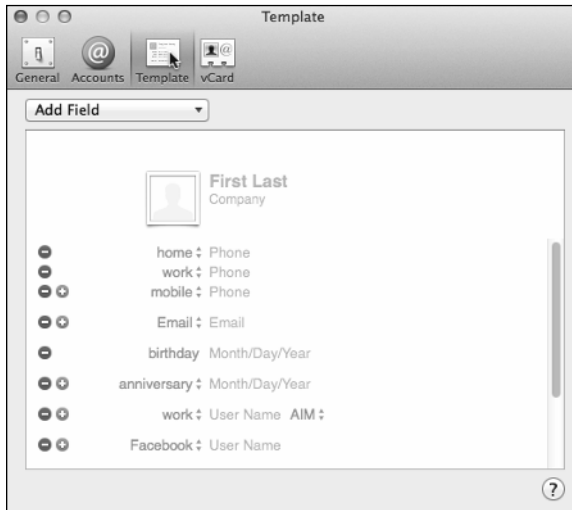 Template
General Accounts Template vCard
Add Field
First Last
Company
home Phone
work Phone
mobile Phone
Email Email
birthday Month/Day/Year
anniversary Month/Day/Year
work User Name AIM
Facebook User Name
?